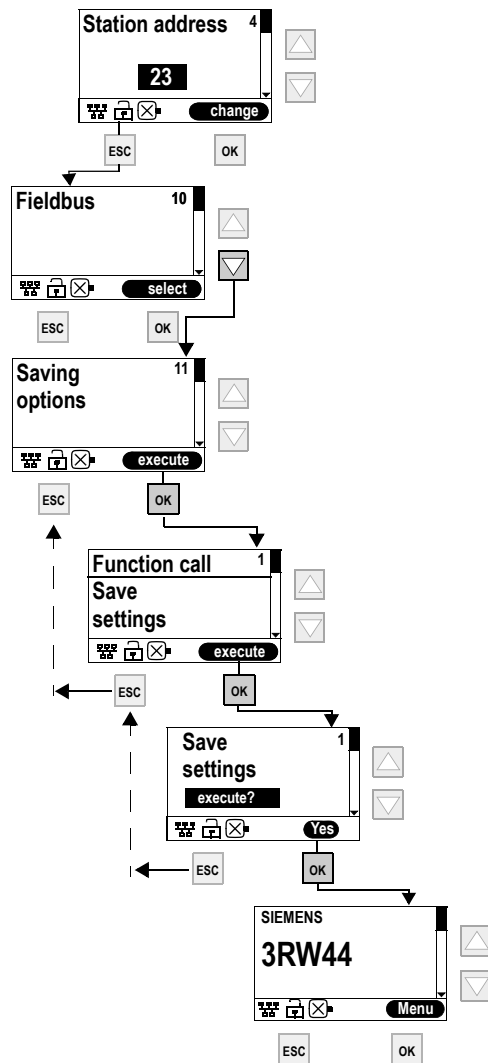 Station address 4
23
change
ESC OK
Fieldbus 10
select
ESC OK
Saving 11
options
execute
ESC OK
Function call 1
Save
settings
execute
ESC OK
Save 1
settings
execute?
Yes
ESC OK
SIEMENS
3RW44
Menu
ESC OK